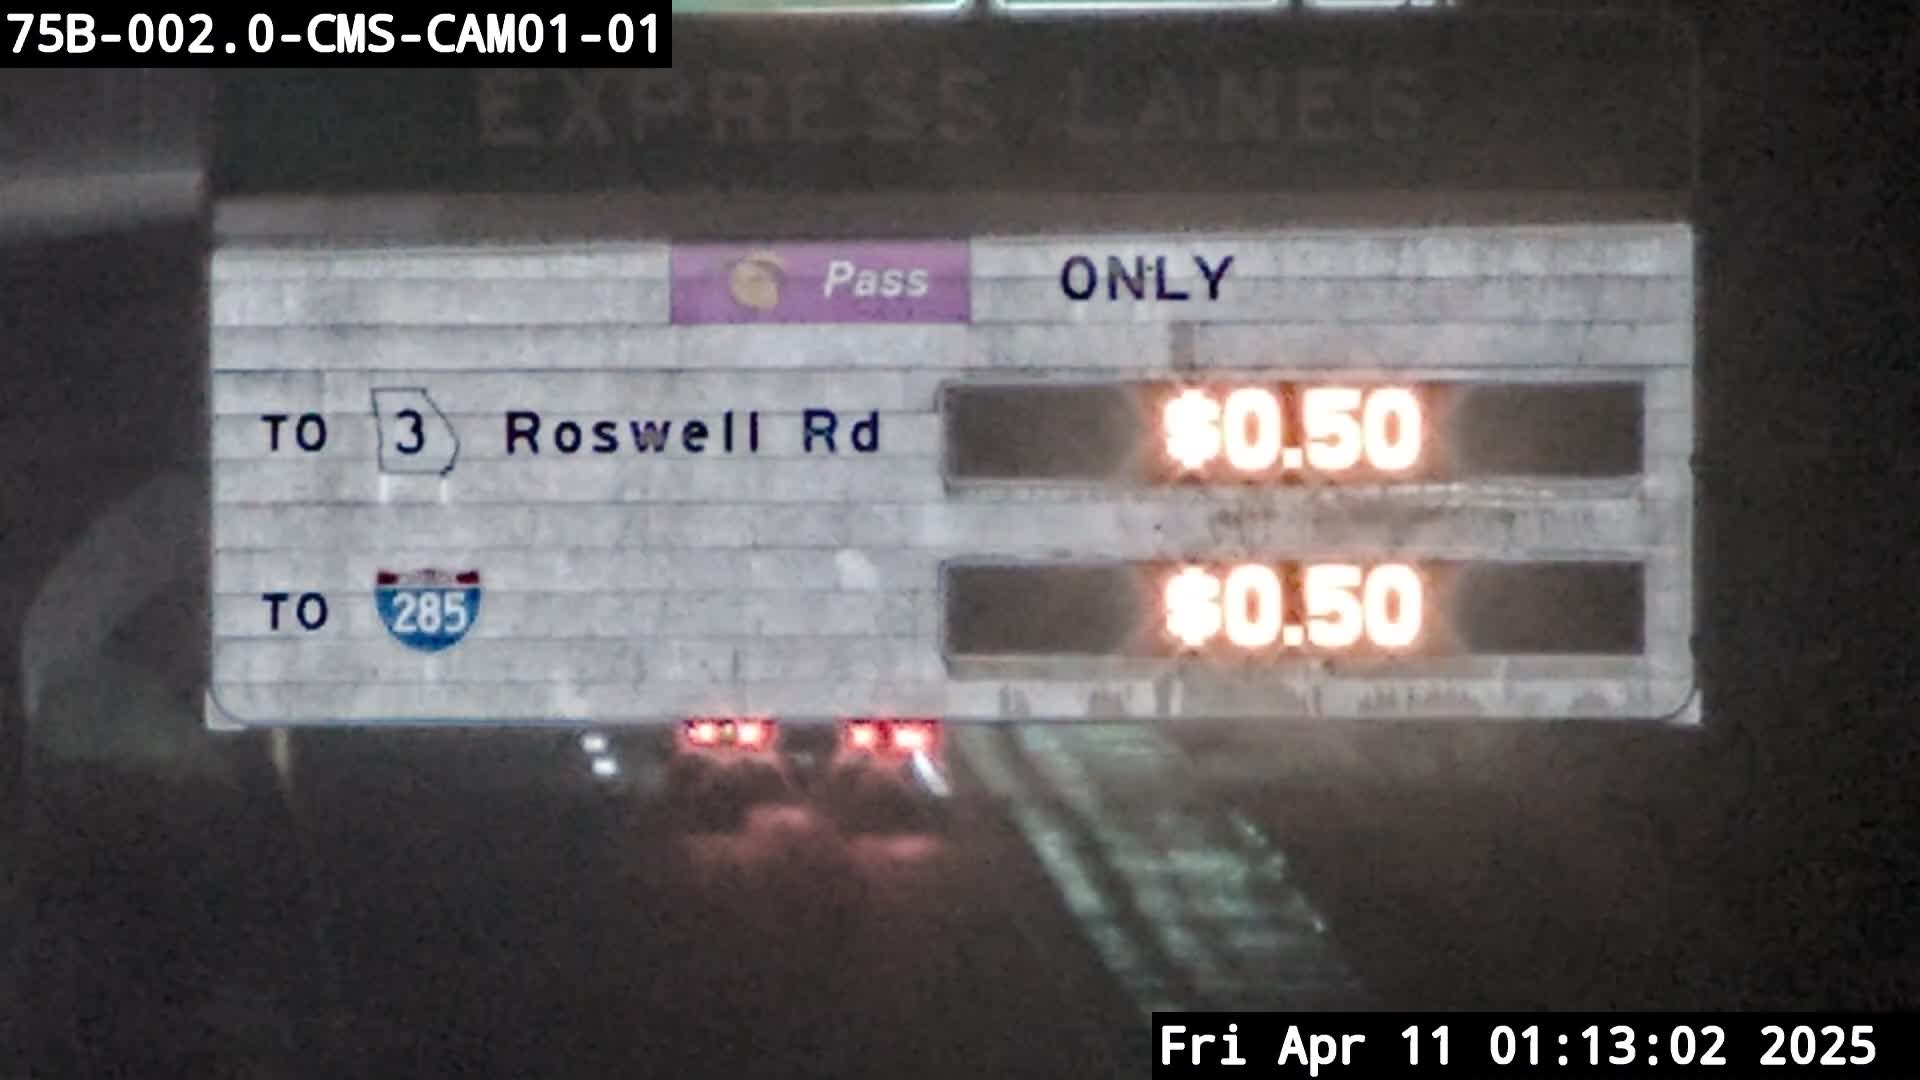 75B-002.0-CMS-CAM01-01
EXPRESS LANES
Pass ONLY
TO 3 Roswell Rd $0.50
TO 285 $0.50
Fri Apr 11 01:13:02 2025